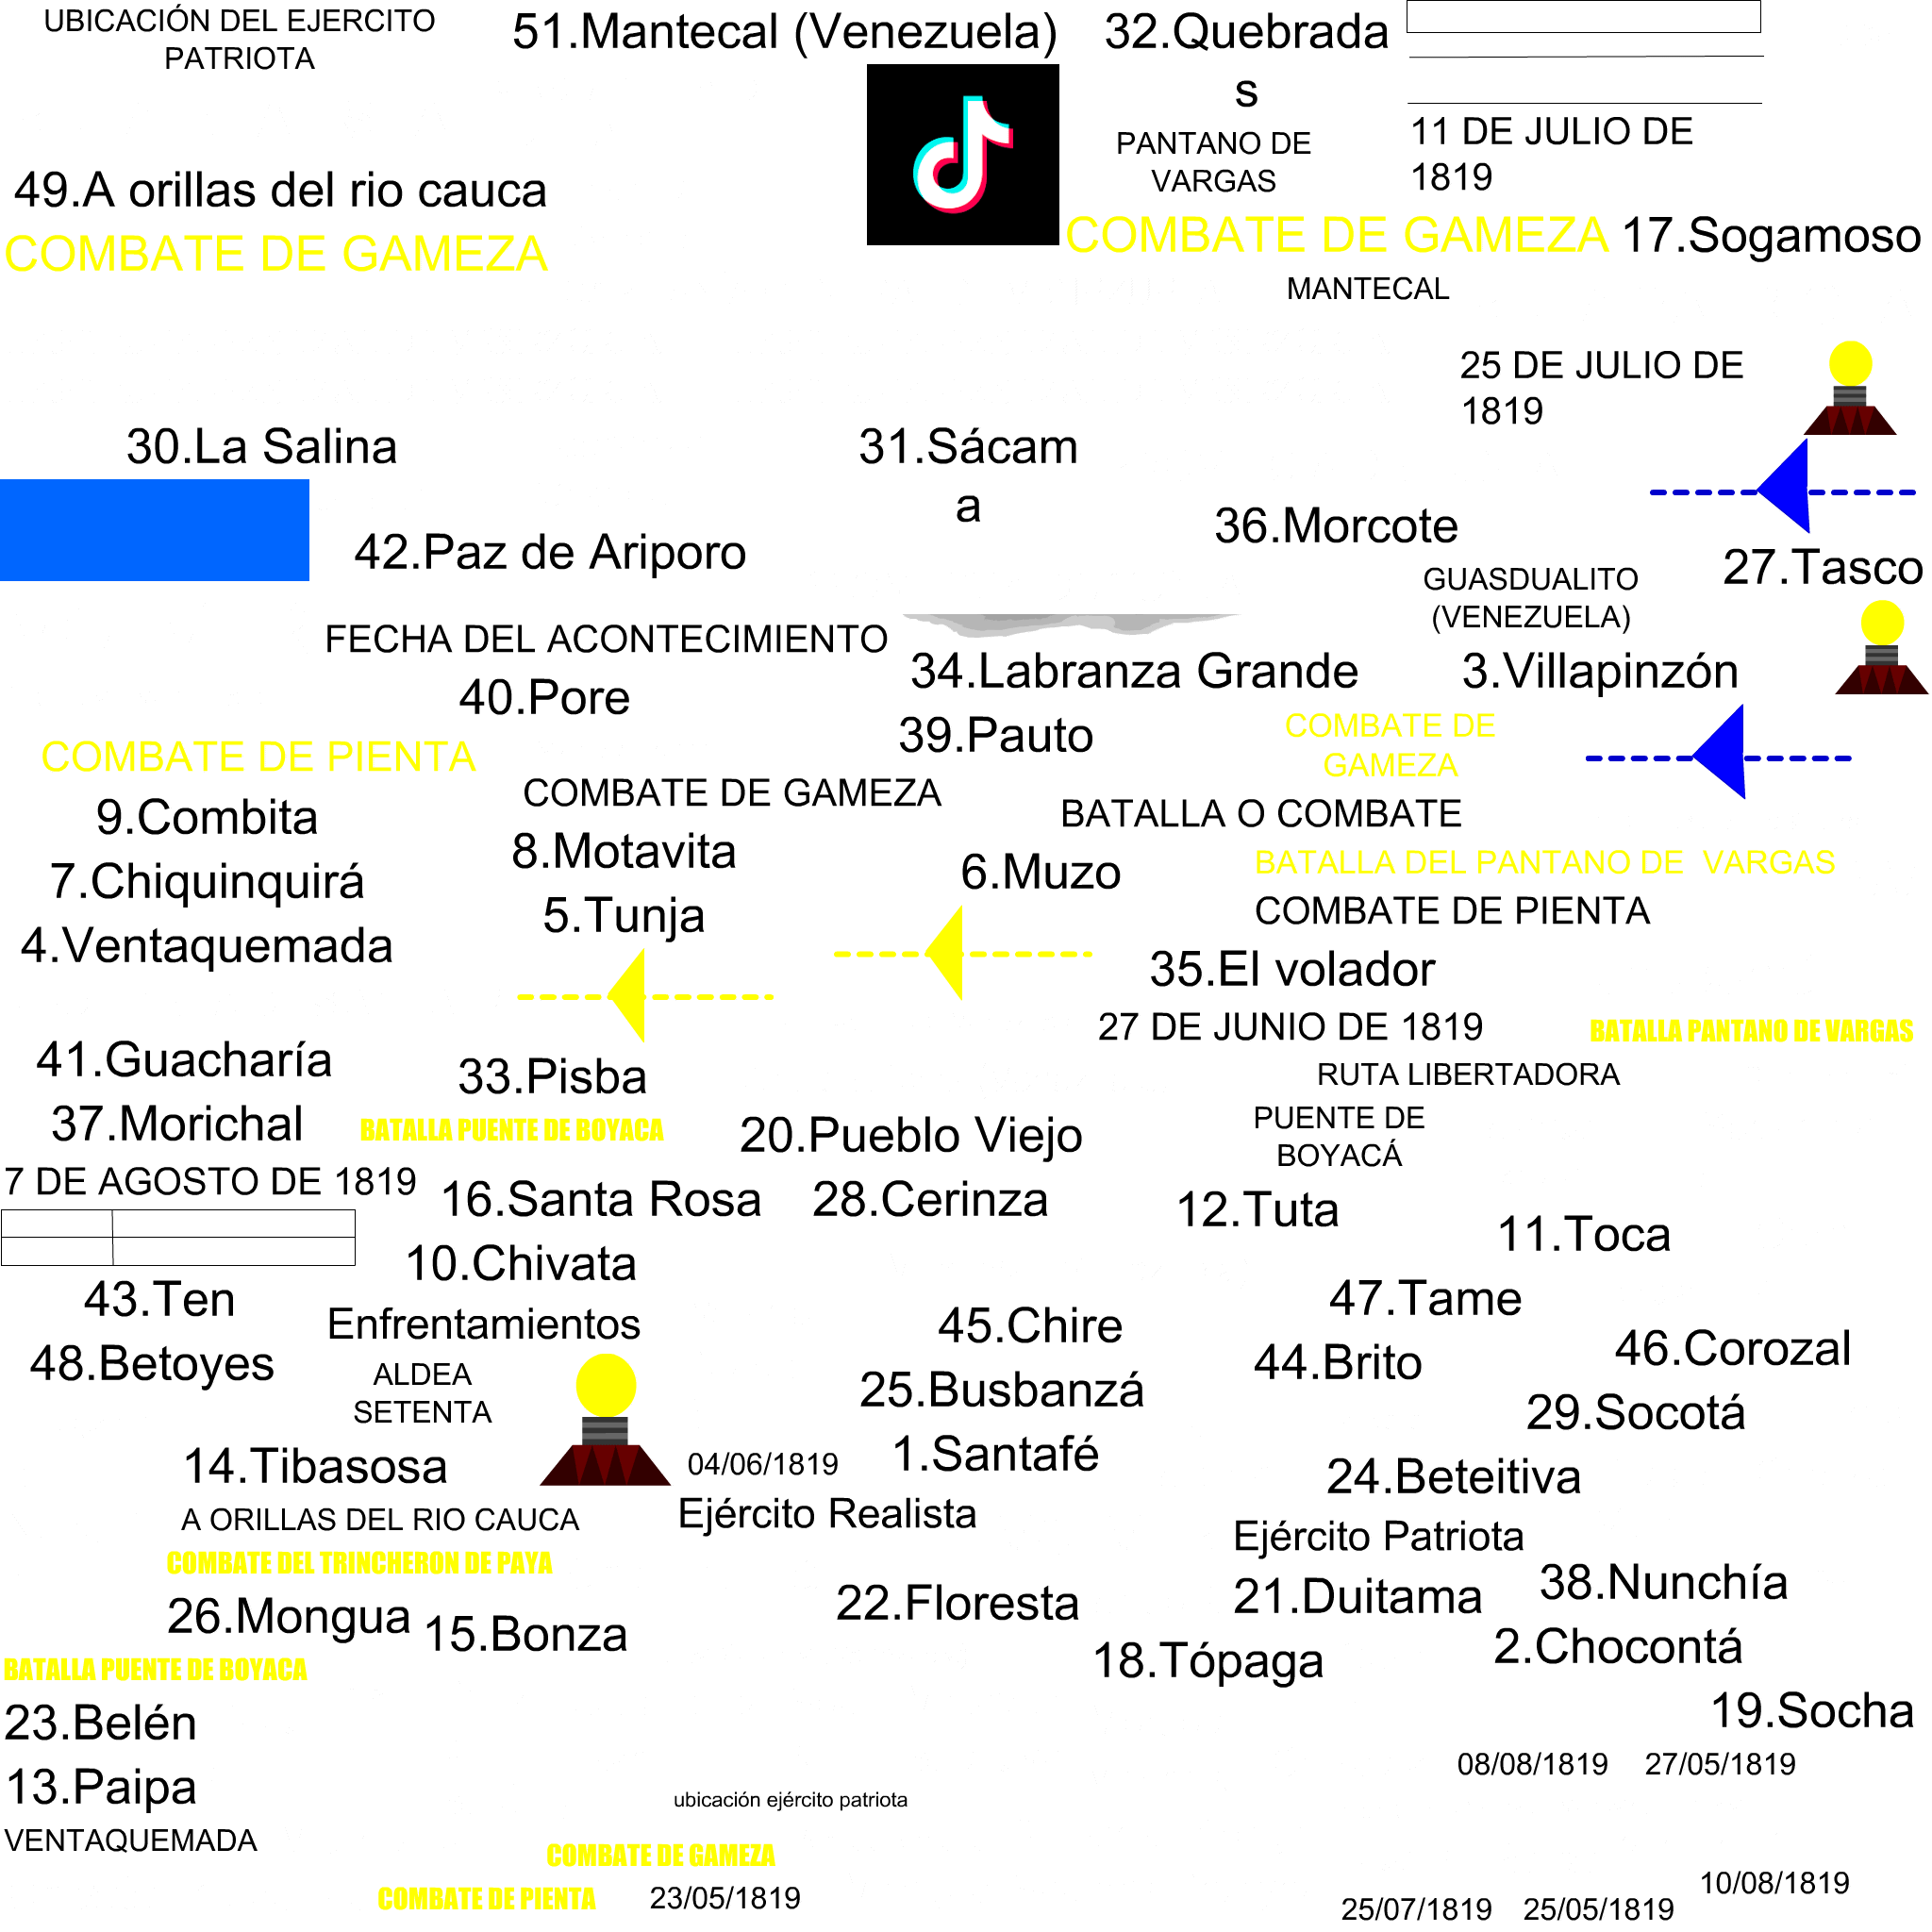 UBICACIÓN DEL EJERCITO
PATRIOTA
51.Mantecal (Venezuela)
32.Quebrada
s
PANTANO DE
VARGAS
11 DE JULIO DE
1819
49.A orillas del rio cauca
COMBATE DE GAMEZA
COMBATE DE GAMEZA
17.Sogamoso
MANTECAL
25 DE JULIO DE
1819
30.La Salina
31.Sácam
a
36.Morcote
42.Paz de Ariporo
27.Tasco
GUASDUALITO
(VENEZUELA)
FECHA DEL ACONTECIMIENTO
34.Labranza Grande
3.Villapinzón
40.Pore
39.Pauto
COMBATE DE
GAMEZA
COMBATE DE PIENTA
COMBATE DE GAMEZA
BATALLA O COMBATE
9.Combita
8.Motavita
6.Muzo
BATALLA DEL PANTANO DE  VARGAS
7.Chiquinquirá
5.Tunja
COMBATE DE PIENTA
4.Ventaquemada
35.El volador
27 DE JUNIO DE 1819
BATALLA PANTANO DE VARGAS
41.Guacharía
33.Pisba
RUTA LIBERTADORA
37.Morichal
BATALLA PUENTE DE BOYACA
20.Pueblo Viejo
PUENTE DE
BOYACÁ
7 DE AGOSTO DE 1819
16.Santa Rosa
28.Cerinza
12.Tuta
11.Toca
10.Chivata
43.Ten
Enfrentamientos
45.Chire
47.Tame
48.Betoyes
ALDEA
SETENTA
25.Busbanzá
44.Brito
46.Corozal
29.Socotá
14.Tibasosa
04/06/1819
1.Santafé
24.Beteitiva
A ORILLAS DEL RIO CAUCA
Ejército Realista
Ejército Patriota
COMBATE DEL TRINCHERON DE PAYA
26.Mongua
15.Bonza
22.Floresta
21.Duitama
38.Nunchía
BATALLA PUENTE DE BOYACA
18.Tópaga
2.Chocontá
23.Belén
19.Socha
13.Paipa
08/08/1819
27/05/1819
ubicación ejército patriota
VENTAQUEMADA
COMBATE DE GAMEZA
COMBATE DE PIENTA
23/05/1819
25/07/1819
25/05/1819
10/08/1819